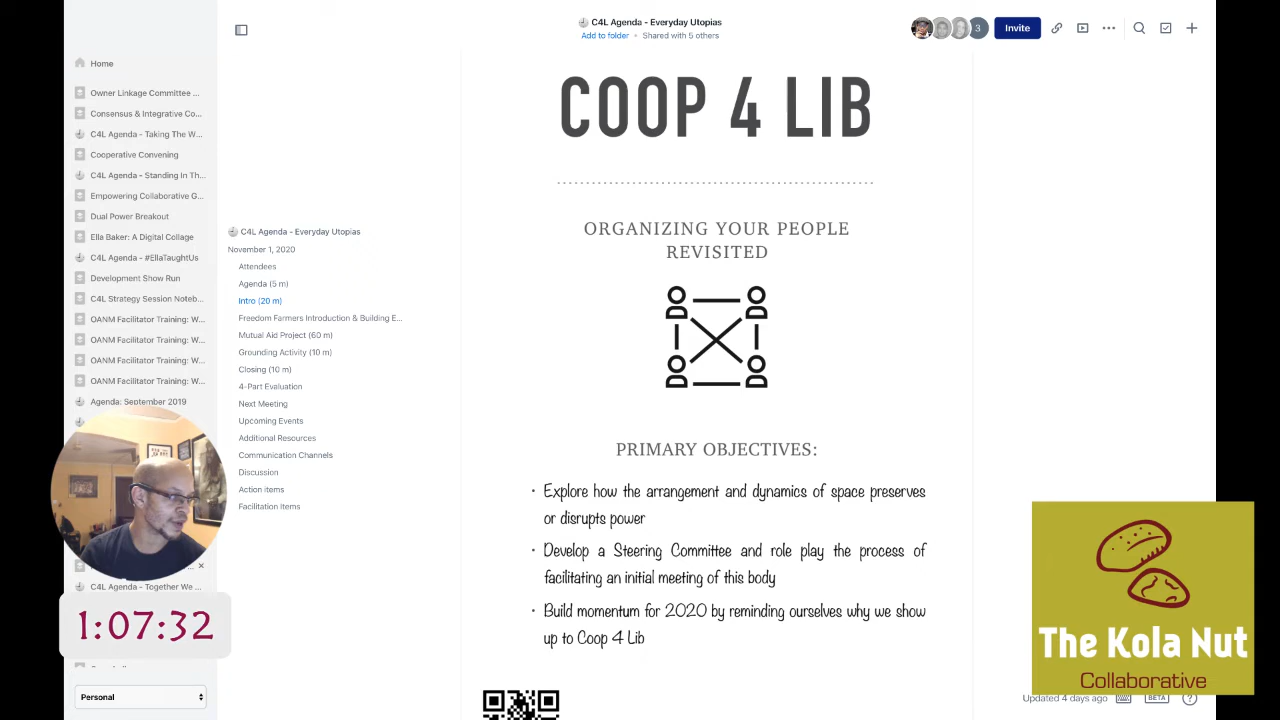 C4L Agenda - Everyday Utopias
Add to folder • Shared with 5 others
3
Invite
Home
Owner Linkage Committee ...
Consensus & Integrative Co...
C4L Agenda - Taking The W...
Cooperative Convening
C4L Agenda - Standing In Th...
Empowering Collaborative G...
Dual Power Breakout
Ella Baker: A Digital Collage
C4L Agenda - #EllaTaughtUs
Development Show Run
C4L Strategy Session Noteb...
OANM Facilitator Training: W...
OANM Facilitator Training: W...
OANM Facilitator Training: W...
OANM Facilitator Training: W...
Agenda: September 2019
C4L Agenda - Together We ...
1:07:32
Personal
C4L Agenda - Everyday Utopias
November 1, 2020
Attendees
Agenda (5 m)
Intro (20 m)
Freedom Farmers Introduction & Building E...
Mutual Aid Project (60 m)
Grounding Activity (10 m)
Closing (10 m)
4-Part Evaluation
Next Meeting
Upcoming Events
Additional Resources
Communication Channels
Discussion
Action Items
Facilitation Items
COOP 4 LIB
ORGANIZING YOUR PEOPLE
REVISITED
PRIMARY OBJECTIVES:
• Explore how the arrangement and dynamics of space preserves
or disrupts power
• Develop a Steering Committee and role play the process of
facilitating an initial meeting of this body
• Build momentum for 2020 by reminding ourselves why we show
up to Coop 4 Lib
The Kola Nut
Collaborative
Updated 4 days ago
BETA
?